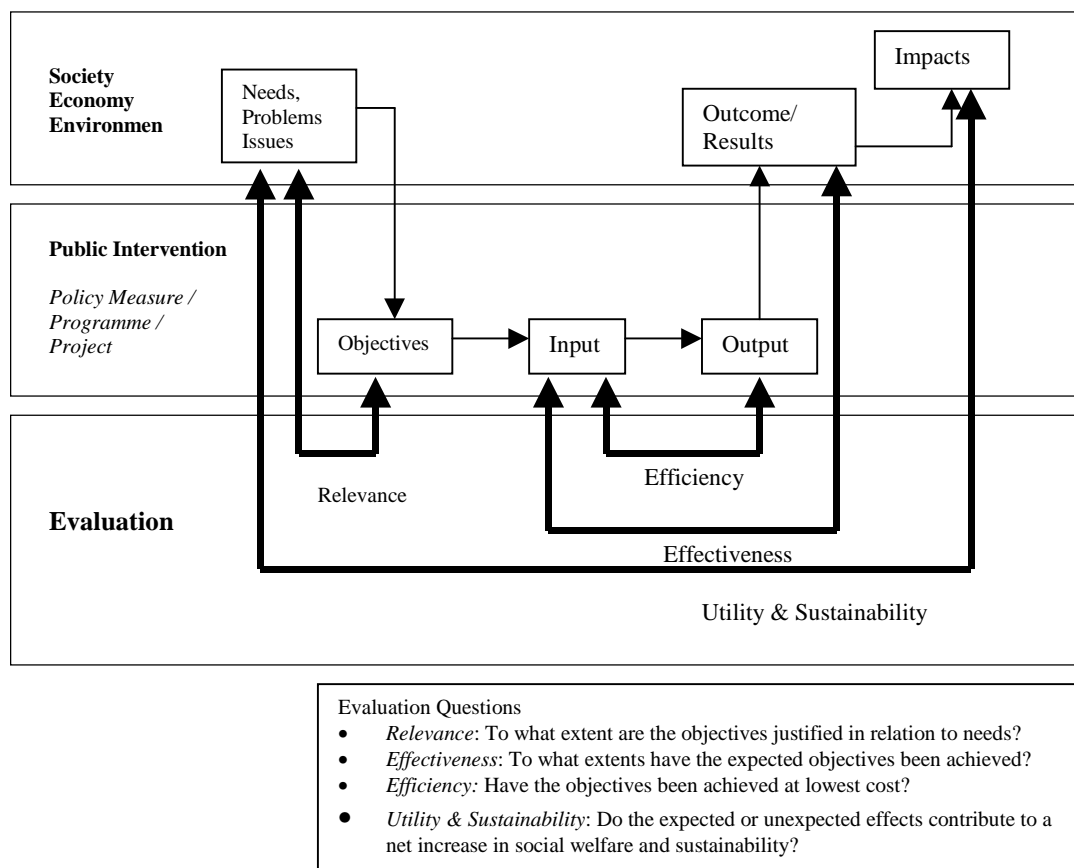 Society
Economy
Environmen
Needs,
Problems
Issues
Outcome/
Results
Impacts
Public Intervention
Policy Measure /
Programme /
Project
Objectives
Input
Output
Evaluation
Relevance
Efficiency
Effectiveness
Utility & Sustainability
Evaluation Questions
• Relevance: To what extent are the objectives justified in relation to needs?
• Effectiveness: To what extents have the expected objectives been achieved?
• Efficiency: Have the objectives been achieved at lowest cost?
• Utility & Sustainability: Do the expected or unexpected effects contribute to a
net increase in social welfare and sustainability?